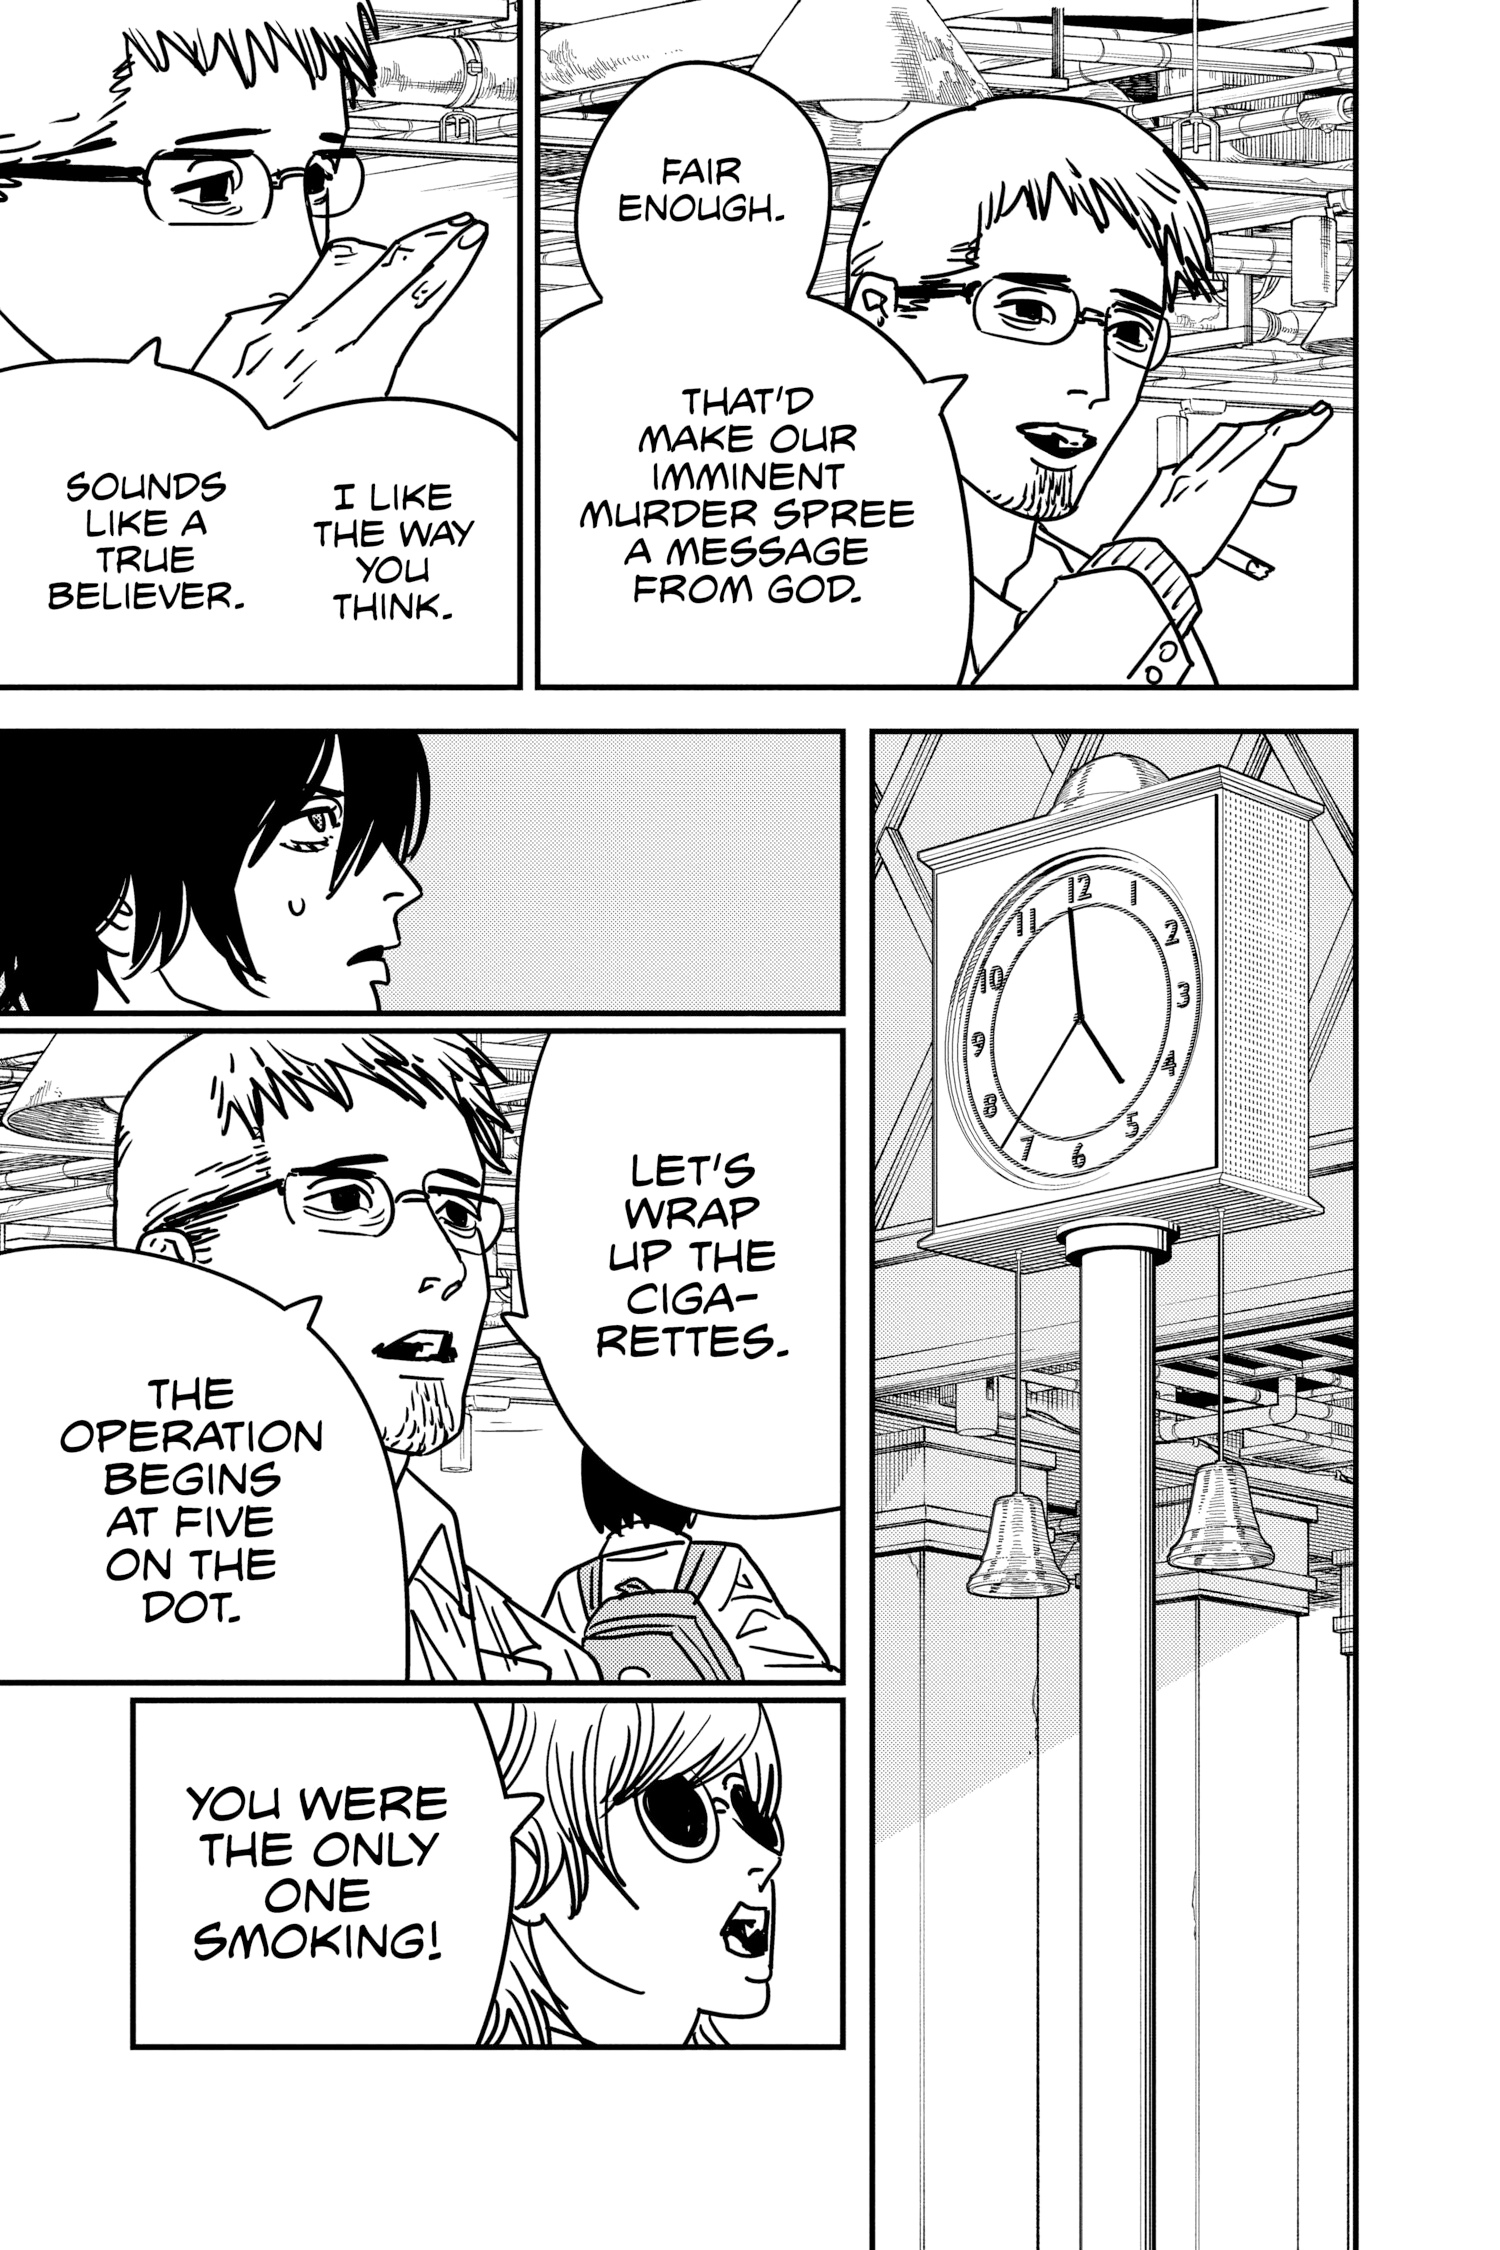 FAIR
ENOUGH.
THAT'D
MAKE OUR
IMMINENT
MURDER SPREE
A MESSAGE
FROM GOD.
I LIKE
THE WAY
YOU
THINK.
SOUNDS
LIKE A
TRUE
BELIEVER.
12
1
2
3
4
5
6
7
8
9
10
11
LET'S
WRAP
UP THE
CIGA-
RETTES.
THE
OPERATION
BEGINS
AT FIVE
ON THE
DOT.
YOU WERE
THE ONLY
ONE
SMOKING!